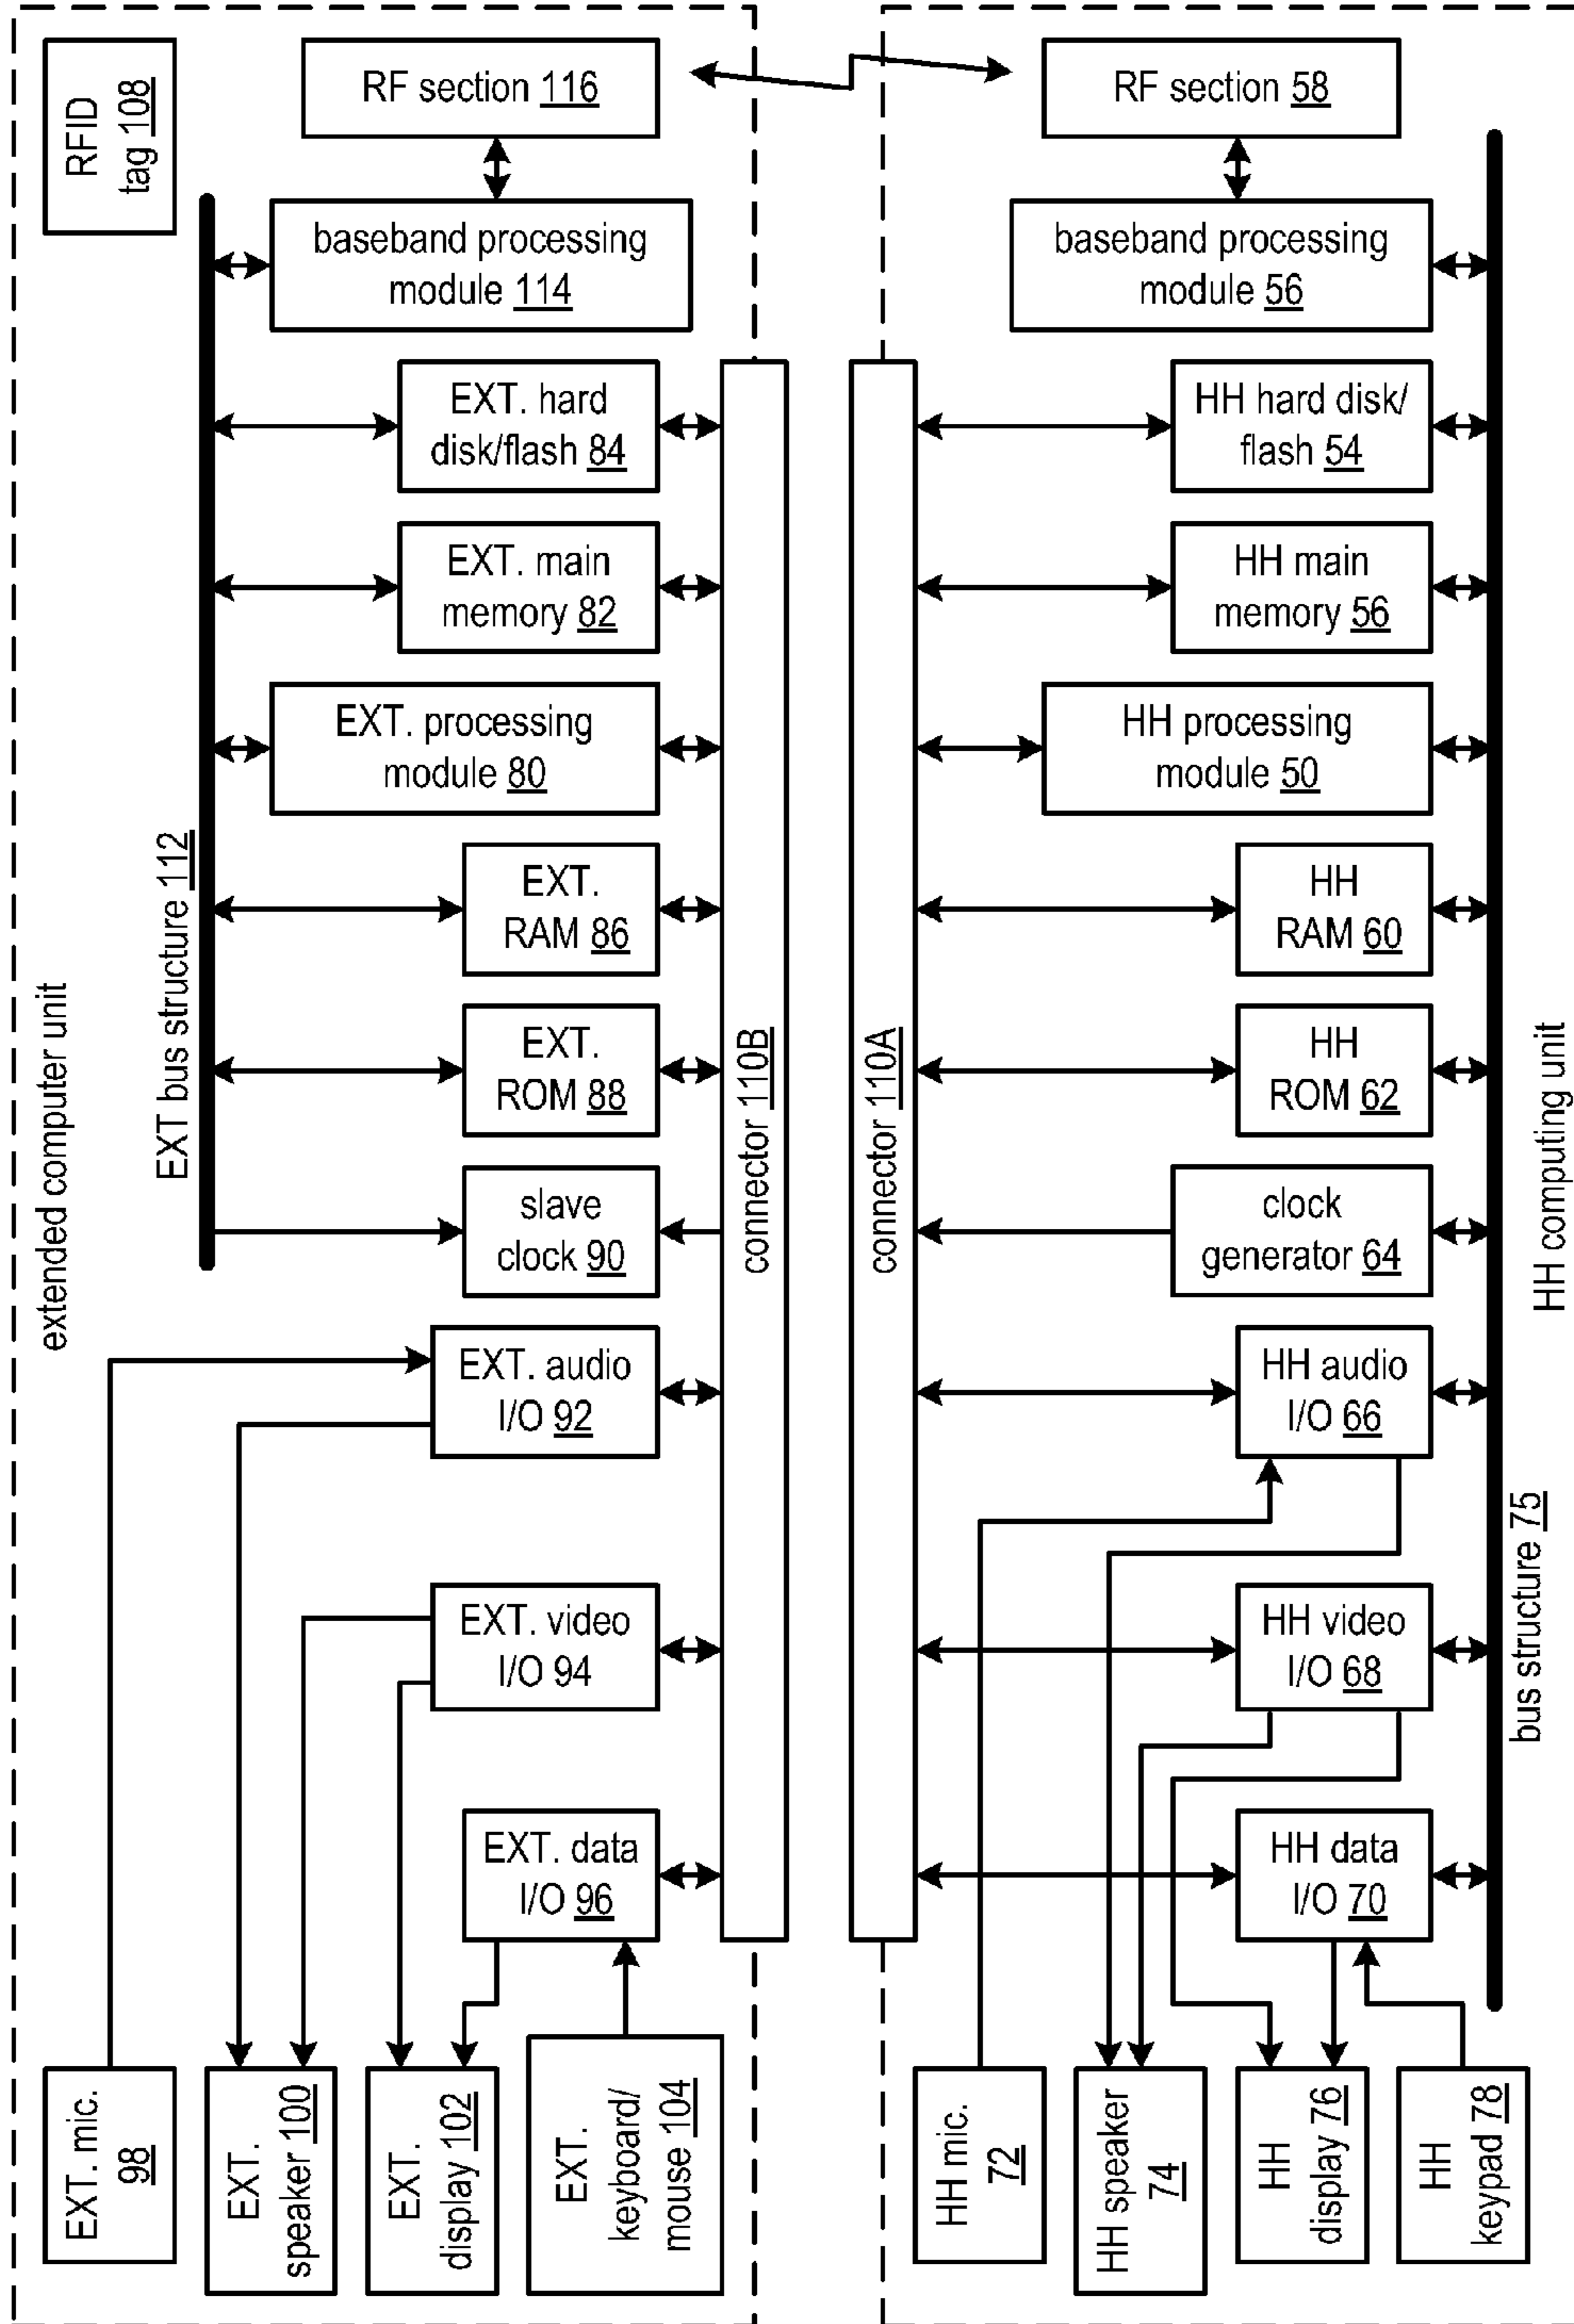 extended computer unit
RFID
tag 108
RF section 116
RF section 58
baseband processing
module 114
baseband processing
module 56
EXT bus structure 112
EXT. hard
disk/flash 84
HH hard disk/
flash 54
EXT. main
memory 82
HH main
memory 56
EXT. processing
module 80
HH processing
module 50
EXT.
RAM 86
HH
RAM 60
EXT.
ROM 88
HH
ROM 62
connector 110B
connector 110A
slave
clock 90
clock
generator 64
HH computing unit
EXT. audio
I/O 92
HH audio
I/O 66
EXT. video
I/O 94
HH video
I/O 68
bus structure 75
EXT. data
I/O 96
HH data
I/O 70
EXT. mic.
98
EXT.
speaker 100
EXT.
display 102
EXT.
keyboard/
mouse 104
HH mic.
72
HH speaker
74
HH
display 76
HH
keypad 78